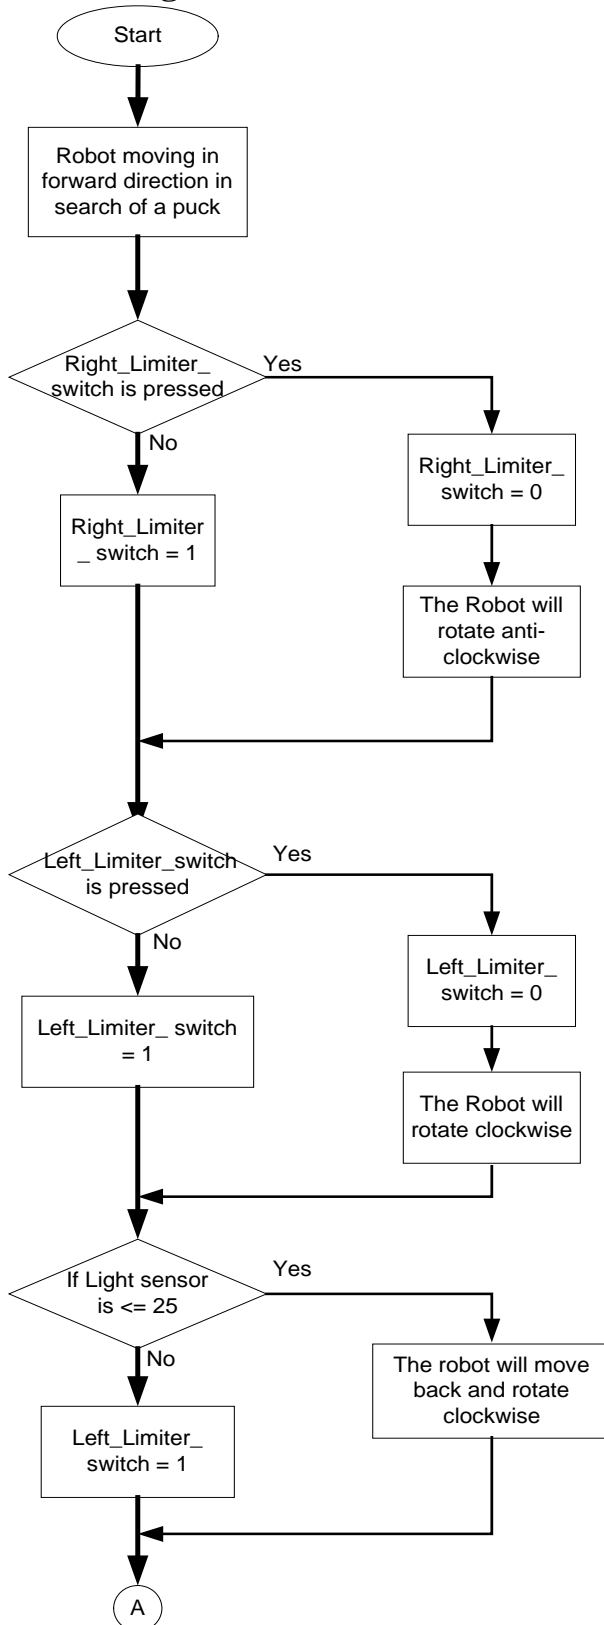 Start
Robot moving in
forward direction in
search of a puck
Right_Limiter_
switch is pressed
Yes
No
Right_Limiter_
switch = 0
Right_Limiter
_ switch = 1
The Robot will
rotate anti-
clockwise
Left_Limiter_switch
is pressed
Yes
No
Left_Limiter_
switch = 0
Left_Limiter_ switch
= 1
The Robot will
rotate clockwise
If Light sensor
is <= 25
Yes
No
The robot will move
back and rotate
clockwise
Left_Limiter_
switch = 1
A